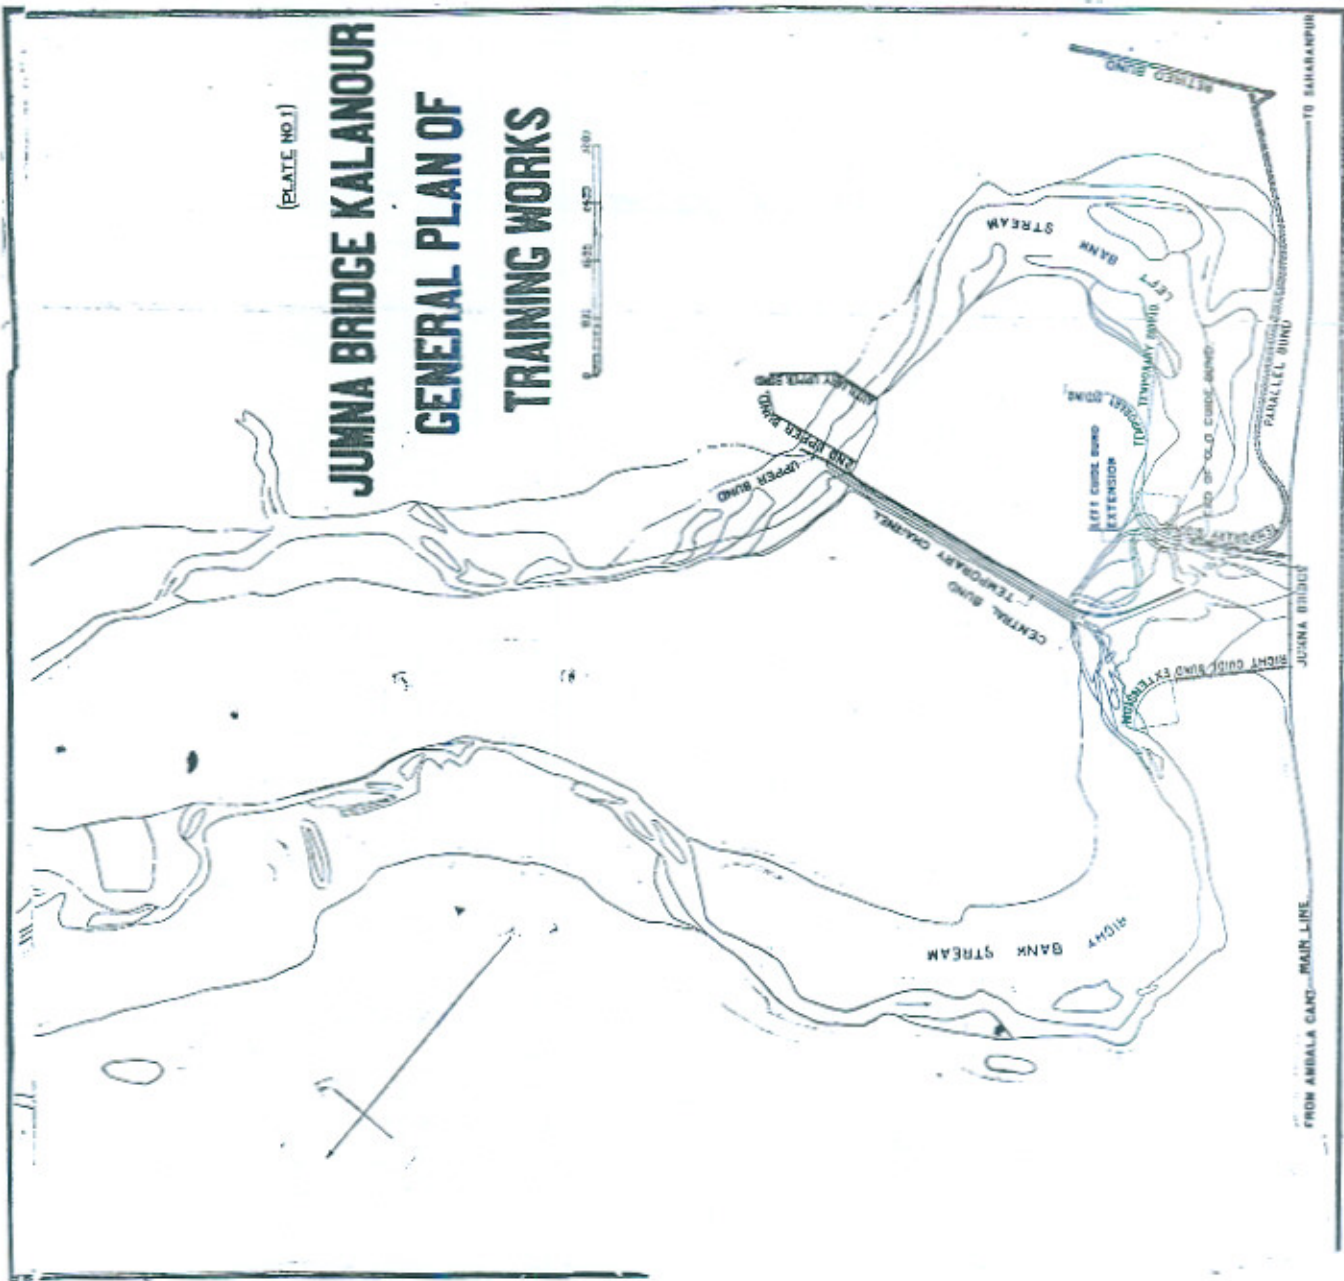 (PLATE NO 1)
JUMNA BRIDGE KALANOUR
GENERAL PLAN OF
TRAINING WORKS
RETIRED BUND
TO SAHARANPUR
LEFT BANK STREAM
TEMPORARY BUND
PARALLEL BUND
END OF OLD GUIDE BUND
LEFT GUIDE BUND
EXTENSION
UPPER BUND
2ND UPPER BUND
TEMPORARY CHANNEL
CENTRAL BUND
RIGHT GUIDE BUND EXTENSION
JUMNA BRIDGE
RIGHT BANK STREAM
FROM AMBALA CANT MAIN LINE